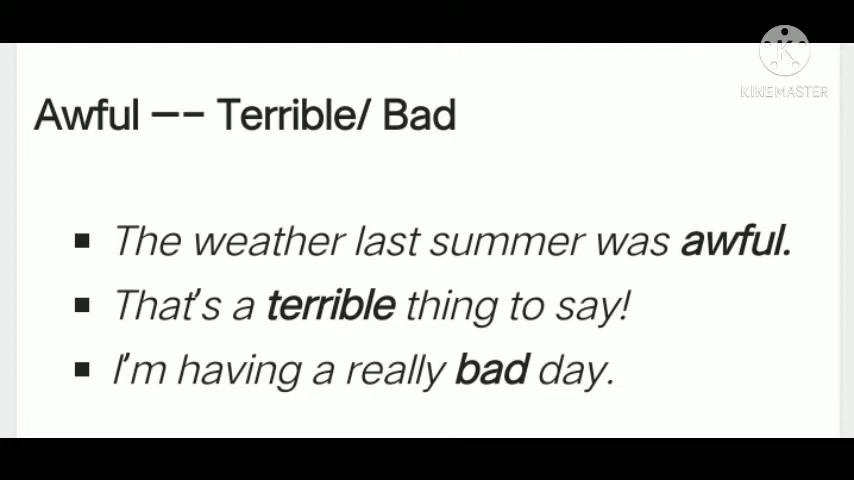 KINEMASTER
Awful —– Terrible/ Bad
▪ The weather last summer was awful.
▪ That's a terrible thing to say!
▪ I'm having a really bad day.